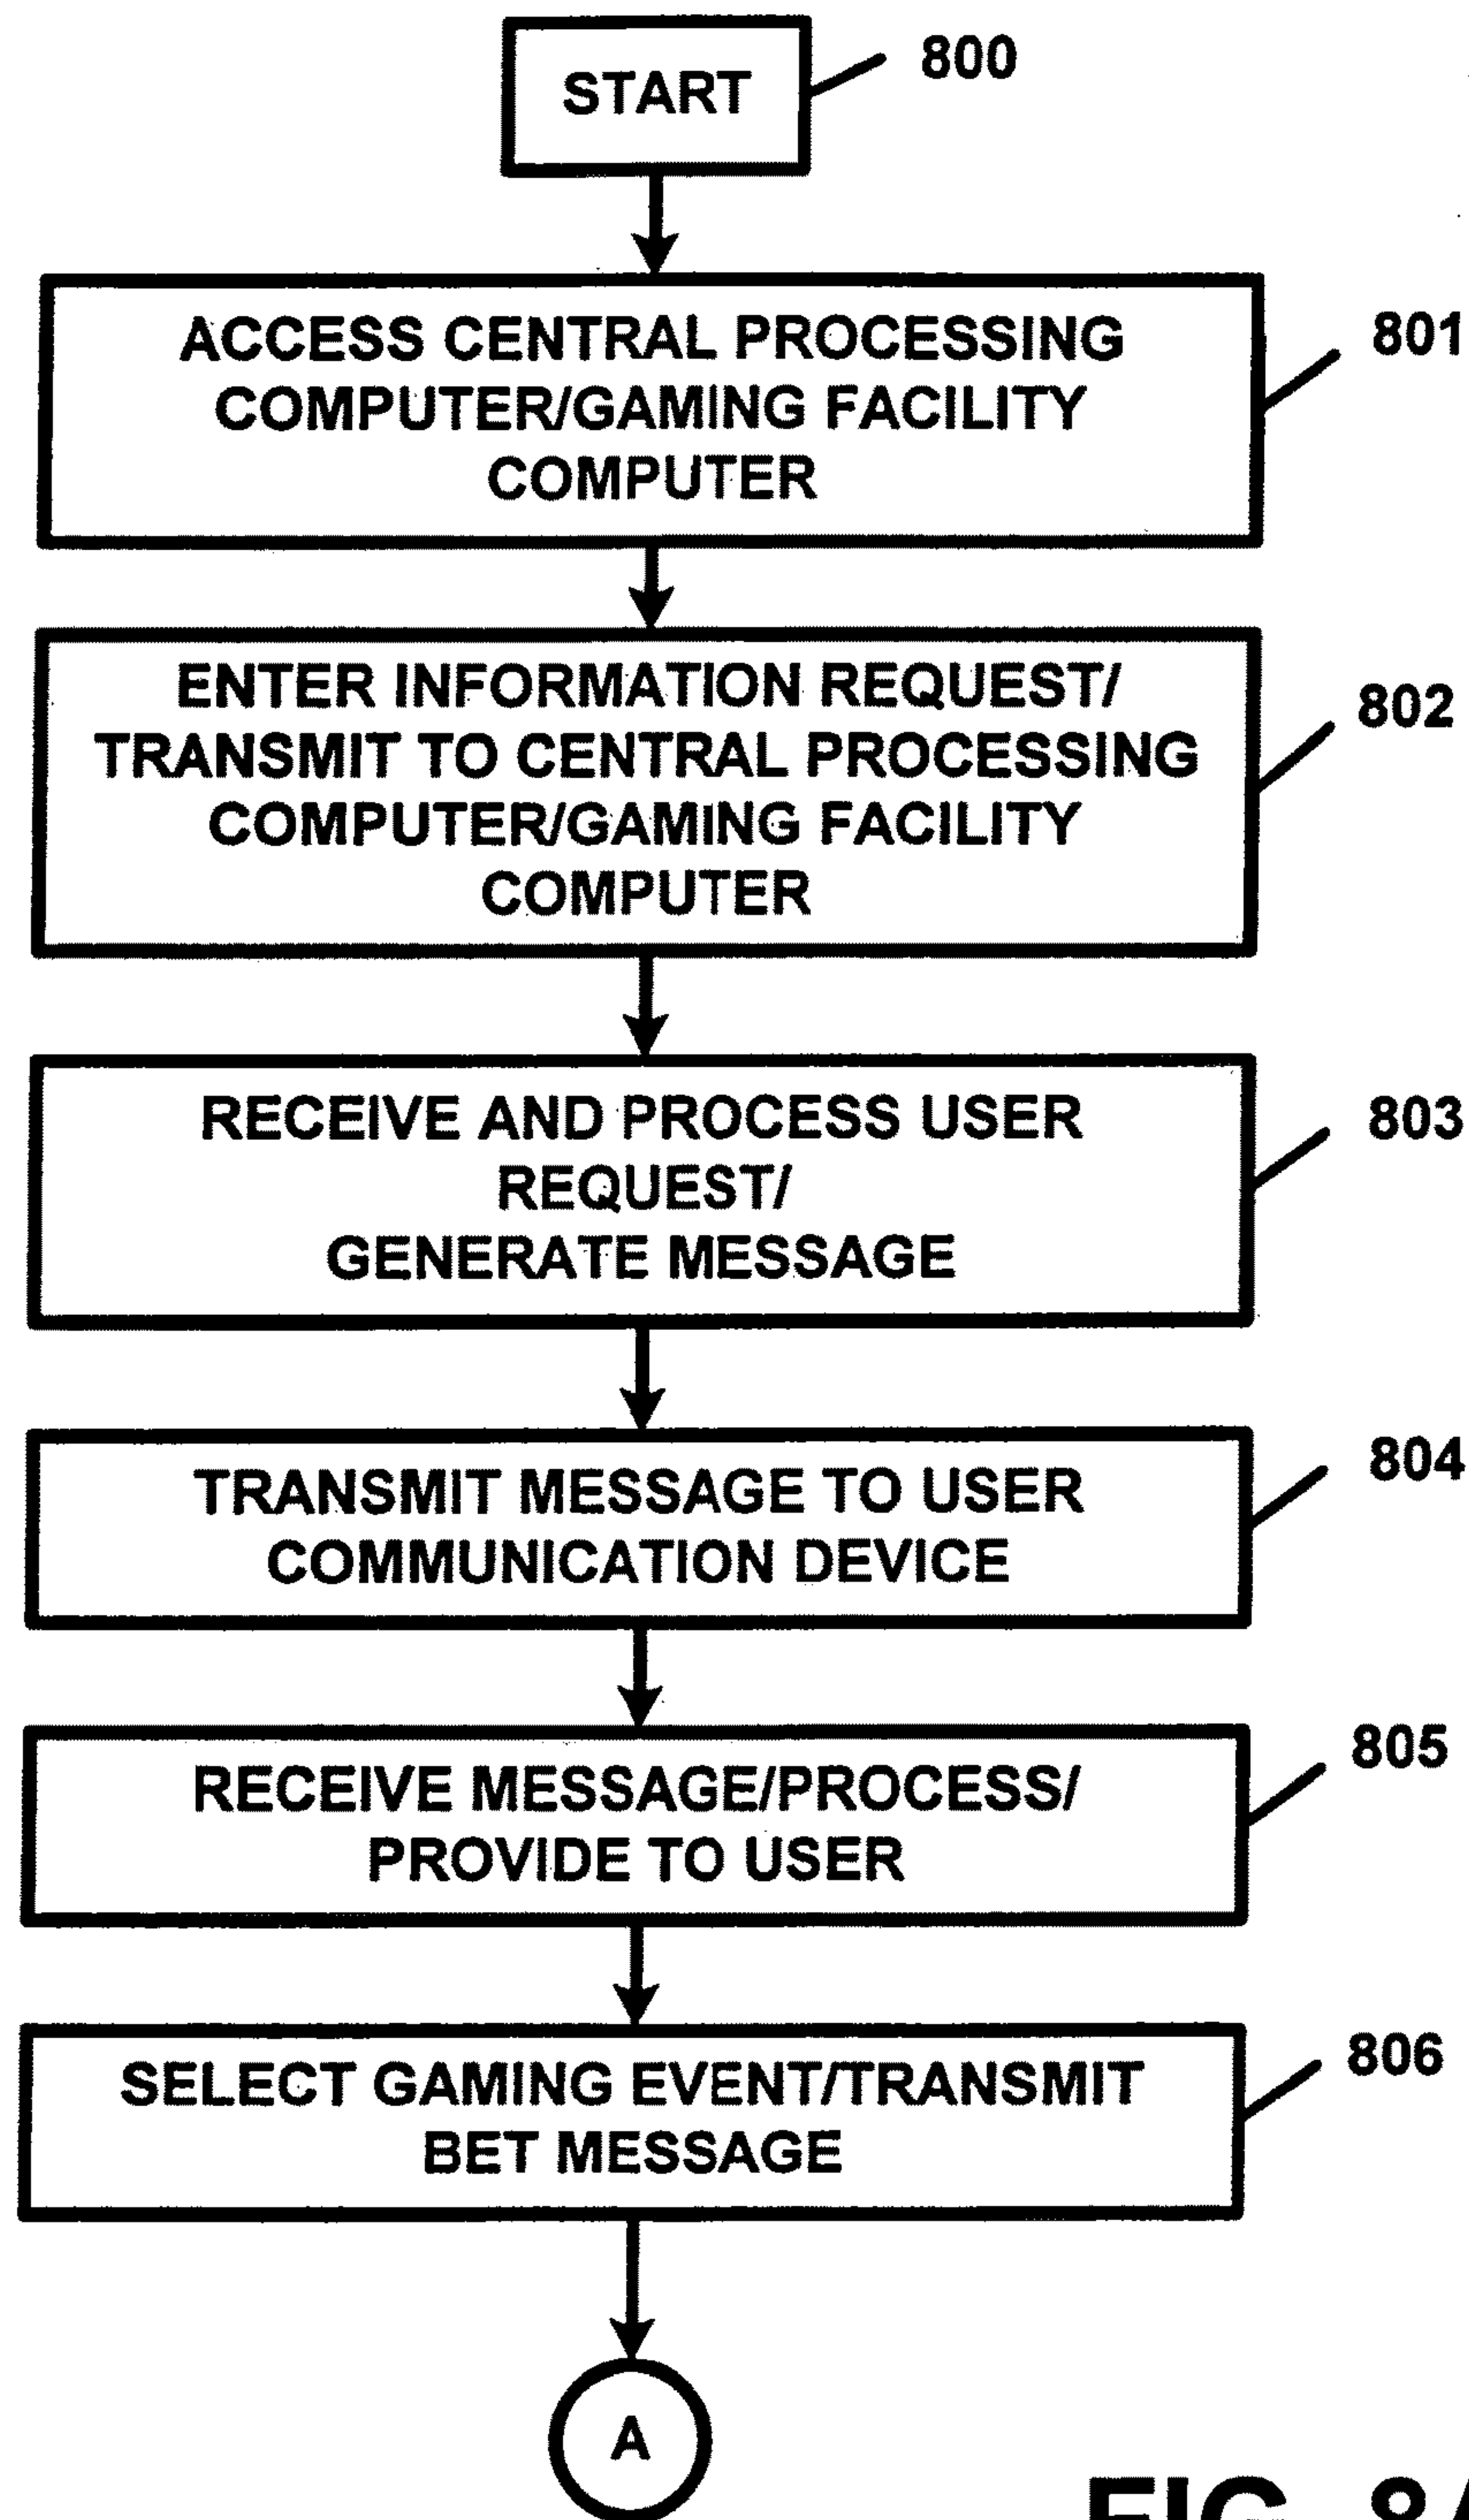 START
800
ACCESS CENTRAL PROCESSING
COMPUTER/GAMING FACILITY
COMPUTER
801
ENTER INFORMATION REQUEST/
TRANSMIT TO CENTRAL PROCESSING
COMPUTER/GAMING FACILITY
COMPUTER
802
RECEIVE AND PROCESS USER
REQUEST/
GENERATE MESSAGE
803
TRANSMIT MESSAGE TO USER
COMMUNICATION DEVICE
804
RECEIVE MESSAGE/PROCESS/
PROVIDE TO USER
805
SELECT GAMING EVENT/TRANSMIT
BET MESSAGE
806
A
FIG.